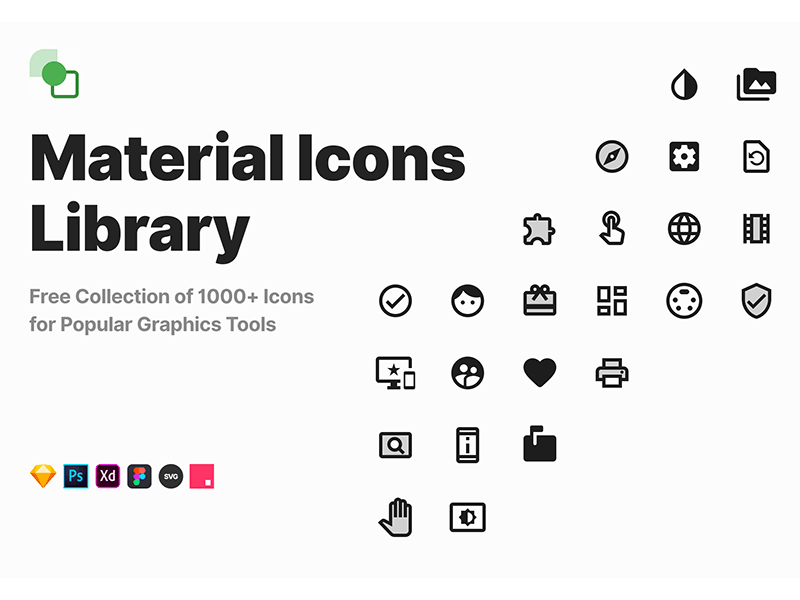 Material Icons
Library
Free Collection of 1000+ Icons
for Popular Graphics Tools
Ps Xd SVG